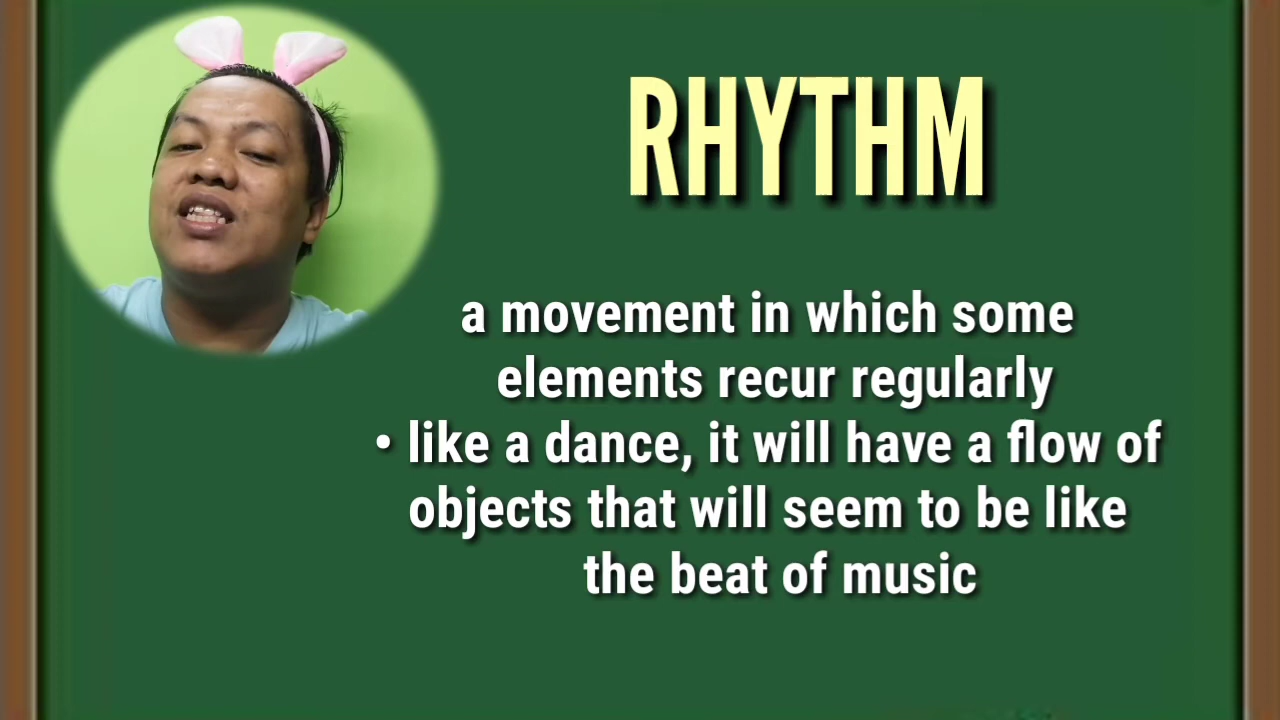 RHYTHM
a movement in which some
elements recur regularly
• like a dance, it will have a flow of
objects that will seem to be like
the beat of music